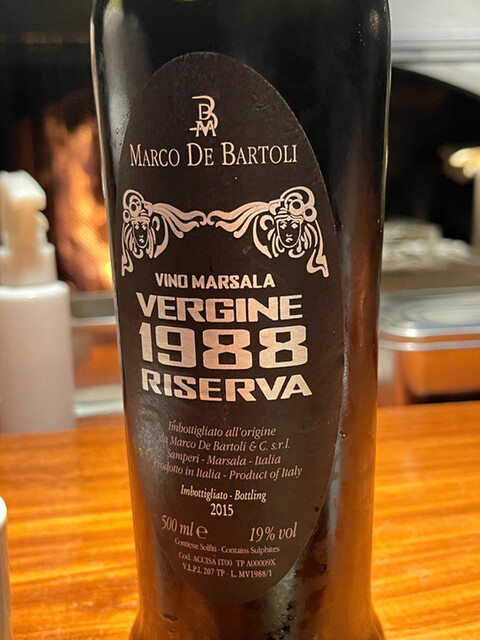 DB
M
MARCO DE BARTOLI
VINO MARSALA
VERGINE
1988
RISERVA
Imbottigliato all'origine
da Marco De Bartoli & C. s.r.l.
Samperi - Marsala - Italia
Prodotto in Italia - Product of Italy
Imbottigliato - Bottling
2015
500 ml e 19% vol
Contiene Solfiti - Contains Sulphites
Cod. ACCISA IT00 TP A00009X
V.L.P.I. 207 TP - L. MV1988/1